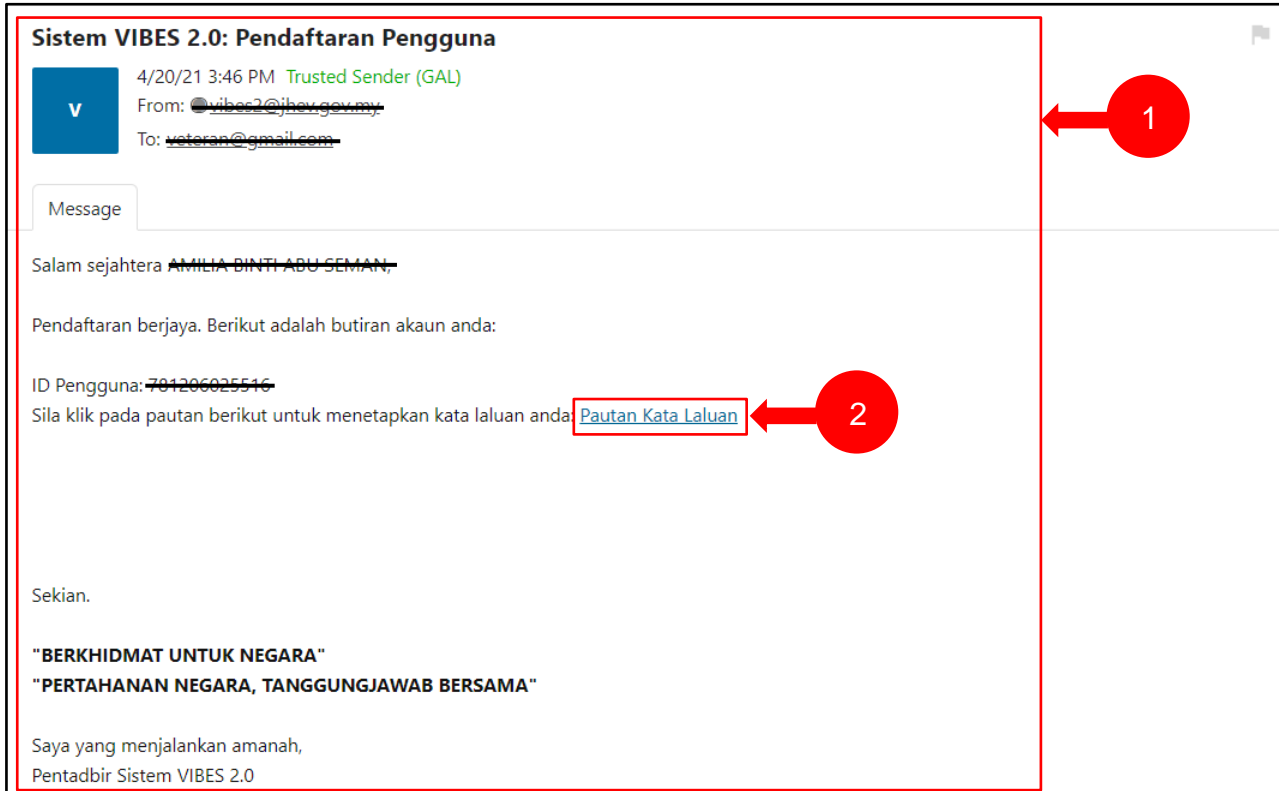 Sistem VIBES 2.0: Pendaftaran Pengguna
4/20/21 3:46 PM Trusted Sender (GAL)
v
From:
To:
1
Message
Salam sejahtera
Pendaftaran berjaya. Berikut adalah butiran akaun anda:
ID Pengguna:
Sila klik pada pautan berikut untuk menetapkan kata laluan anda: Pautan Kata Laluan
2
Sekian.
"BERKHIDMAT UNTUK NEGARA"
"PERTAHANAN NEGARA, TANGGUNGJAWAB BERSAMA"
Saya yang menjalankan amanah,
Pentadbir Sistem VIBES 2.0